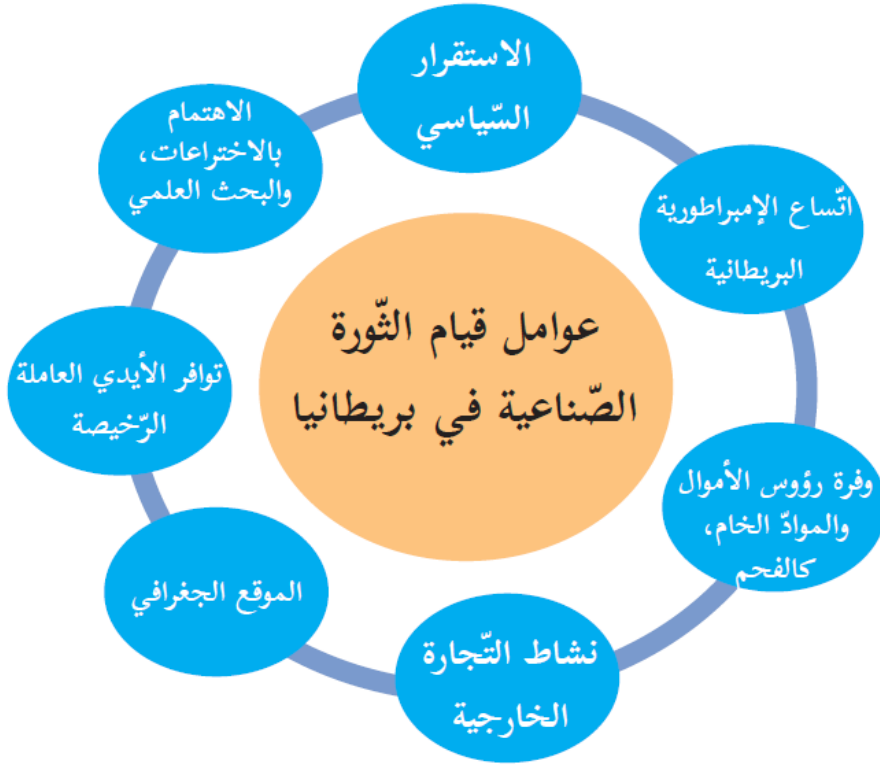 عوامل قيام الثّورة
الصّناعية في بريطانيا
الاستقرار
السّياسي
اتّساع الإمبراطورية
البريطانية
وفرة رؤوس الأموال
والموادّ الخام،
كالفحم
نشاط التّجارة
الخارجية
الموقع الجغرافي
توافر الأيدي العاملة
الرّخيصة
الاهتمام
بالاختراعات،
والبحث العلمي